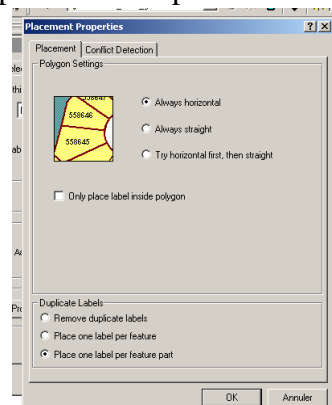 Placement Properties
Placement
Conflict Detection
Polygon Settings
558647
558646
558645
Always horizontal
Always straight
Try horizontal first, then straight
Only place label inside polygon
Duplicate Labels
Remove duplicate labels
Place one label per feature
Place one label per feature part
OK
Annuler